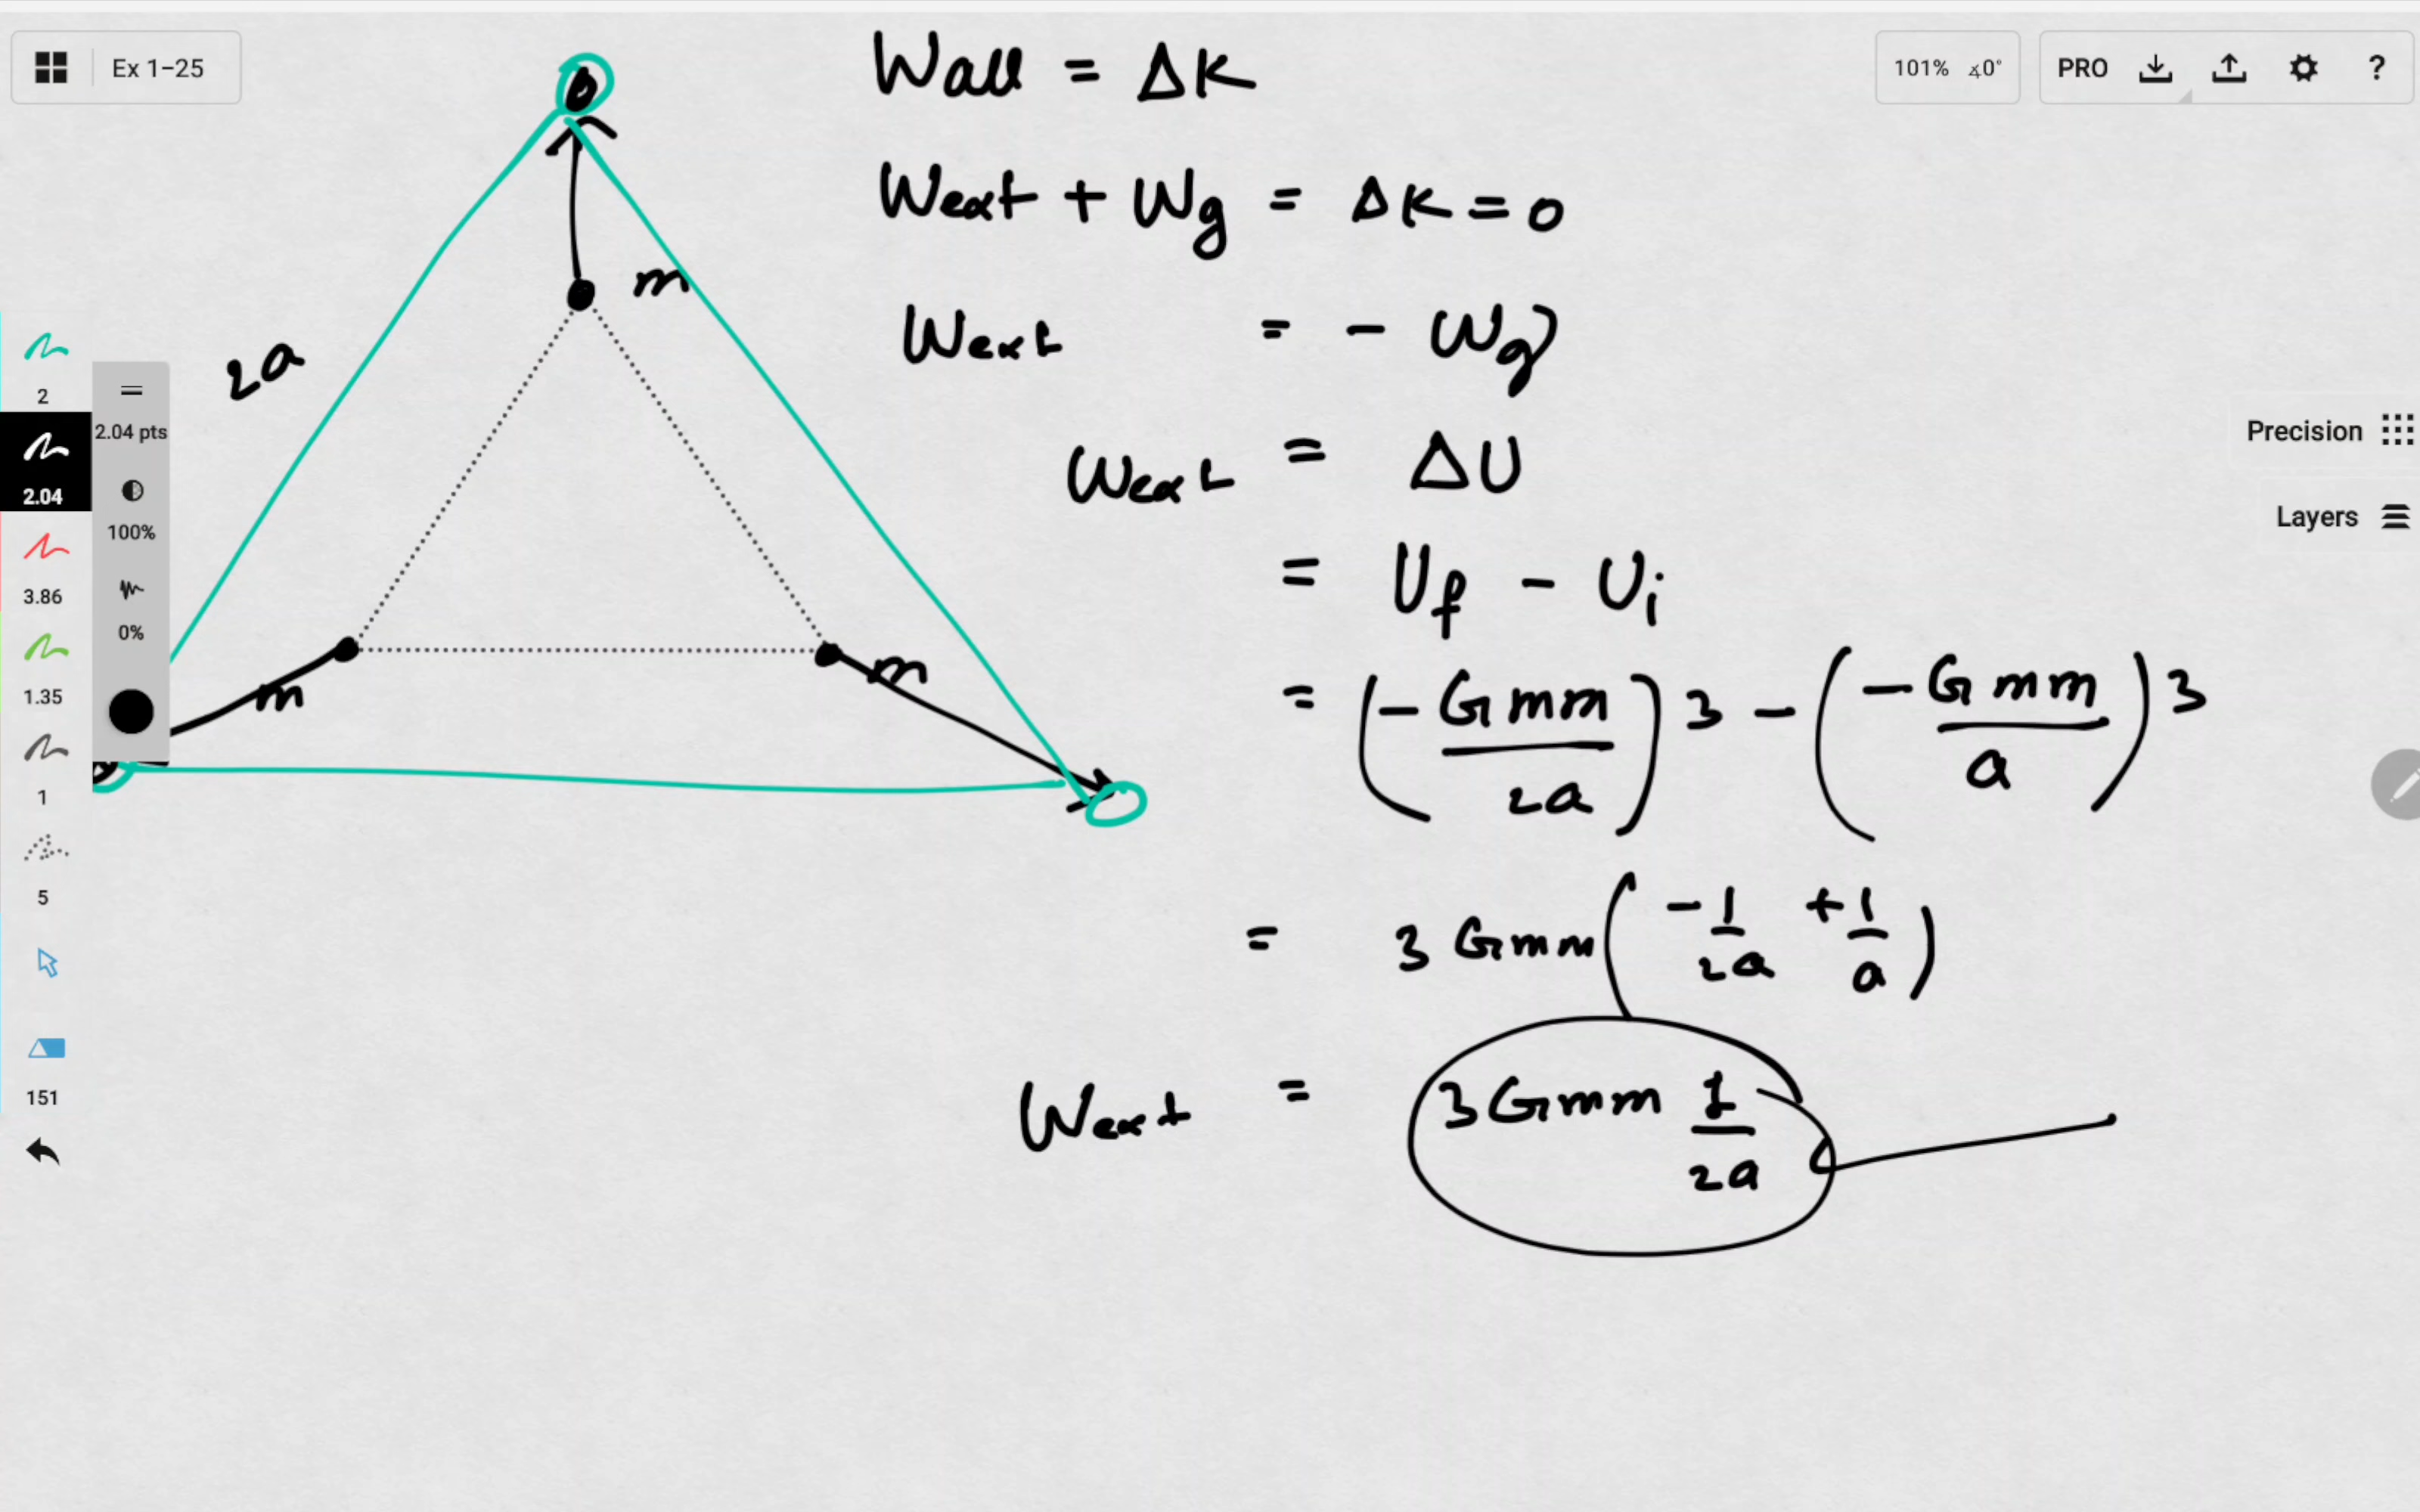 Ex 1-25
101% ∡0°
PRO
?
Wall = ΔK
Wext + Wg = ΔK = 0
m
Wext = - Wg
2a
Wext = ΔU
= Uf - Ui
m
m
= (-Gmm/2a) 3 - (-Gmm/a) 3
= 3 Gmm (-1/2a + 1/a)
Wext = 3Gmm 1/2a
2
2.04
3.86
1.35
1
5
151
2.04 pts
100%
0%
Precision
Layers